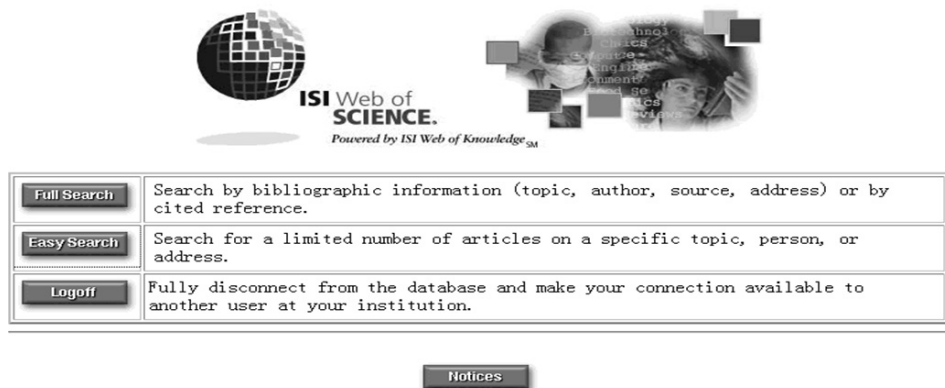 ISI Web of
SCIENCE.
Powered by ISI Web of Knowledge SM
Full Search
Search by bibliographic information (topic, author, source, address) or by
cited reference.
Easy Search
Search for a limited number of articles on a specific topic, person, or
address.
Logoff
Fully disconnect from the database and make your connection available to
another user at your institution.
Notices